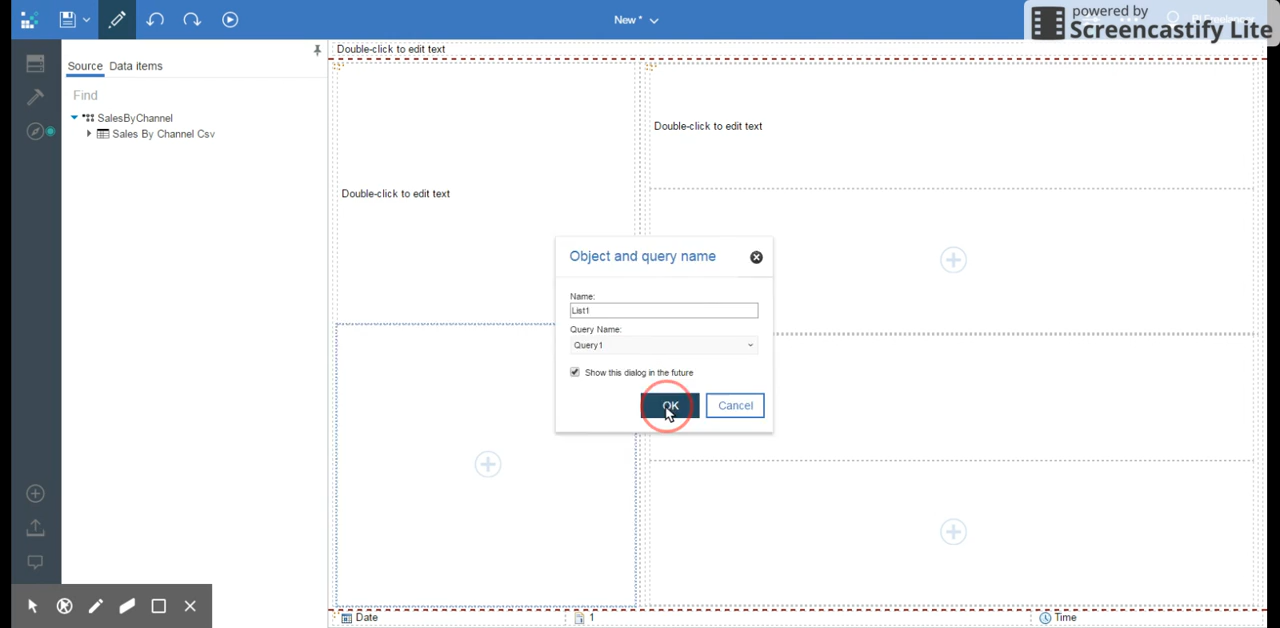 New *
powered by
Screencastify Lite
Source Data items
Find
SalesByChannel
Sales By Channel Csv
Double-click to edit text
Double-click to edit text
Double-click to edit text
Object and query name
Name:
List1
Query Name:
Query1
Show this dialog in the future
OK Cancel
Date
1
Time